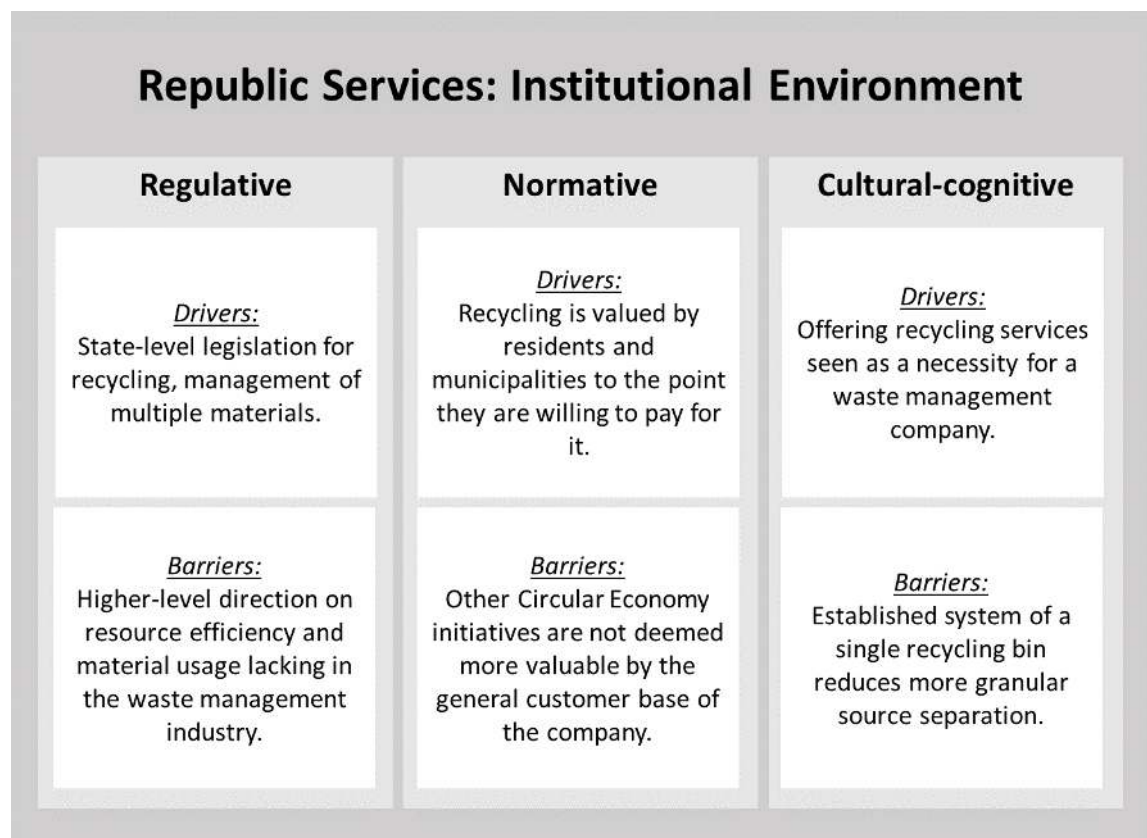 Republic Services: Institutional Environment
Regulative
Drivers:
State-level legislation for
recycling, management of
multiple materials.
Barriers:
Higher-level direction on
resource efficiency and
material usage lacking in
the waste management
industry.
Normative
Drivers:
Recycling is valued by
residents and
municipalities to the point
they are willing to pay for
it.
Barriers:
Other Circular Economy
initiatives are not deemed
more valuable by the
general customer base of
the company.
Cultural-cognitive
Drivers:
Offering recycling services
seen as a necessity for a
waste management
company.
Barriers:
Established system of a
single recycling bin
reduces more granular
source separation.